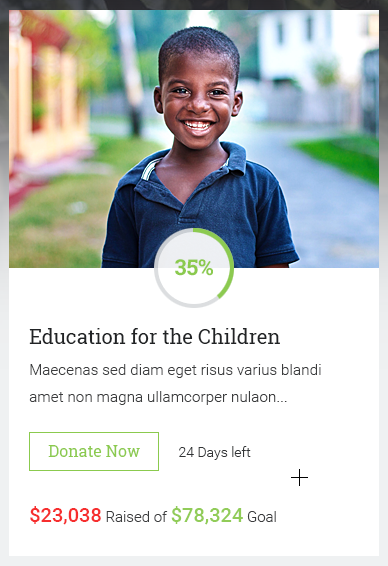 35%
Education for the Children
Maecenas sed diam eget risus varius blandi
amet non magna ullamcorper nulaon...
Donate Now 24 Days left
$23,038 Raised of $78,324 Goal